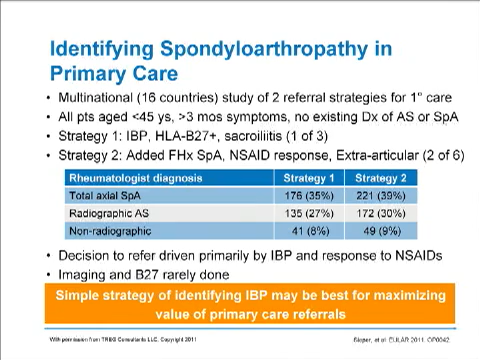 Identifying Spondyloarthropathy in
Primary Care
• Multinational (16 countries) study of 2 referral strategies for 1° care
• All pts aged <45 ys, >3 mos symptoms, no existing Dx of AS or SpA
• Strategy 1: IBP, HLA-B27+, sacroiliitis (1 of 3)
• Strategy 2: Added FHx SpA, NSAID response, Extra-articular (2 of 6)
Rheumatologist diagnosis Strategy 1 Strategy 2
Total axial SpA 176 (35%) 221 (39%)
Radiographic AS 135 (27%) 172 (30%)
Non-radiographic 41 (8%) 49 (9%)
• Decision to refer driven primarily by IBP and response to NSAIDs
• Imaging and B27 rarely done
Simple strategy of identifying IBP may be best for maximizing
value of primary care referrals
With permission from TRBG Consultants LLC. Copyright 2011 Sieper, et al. EULAR 2011. OP0042.